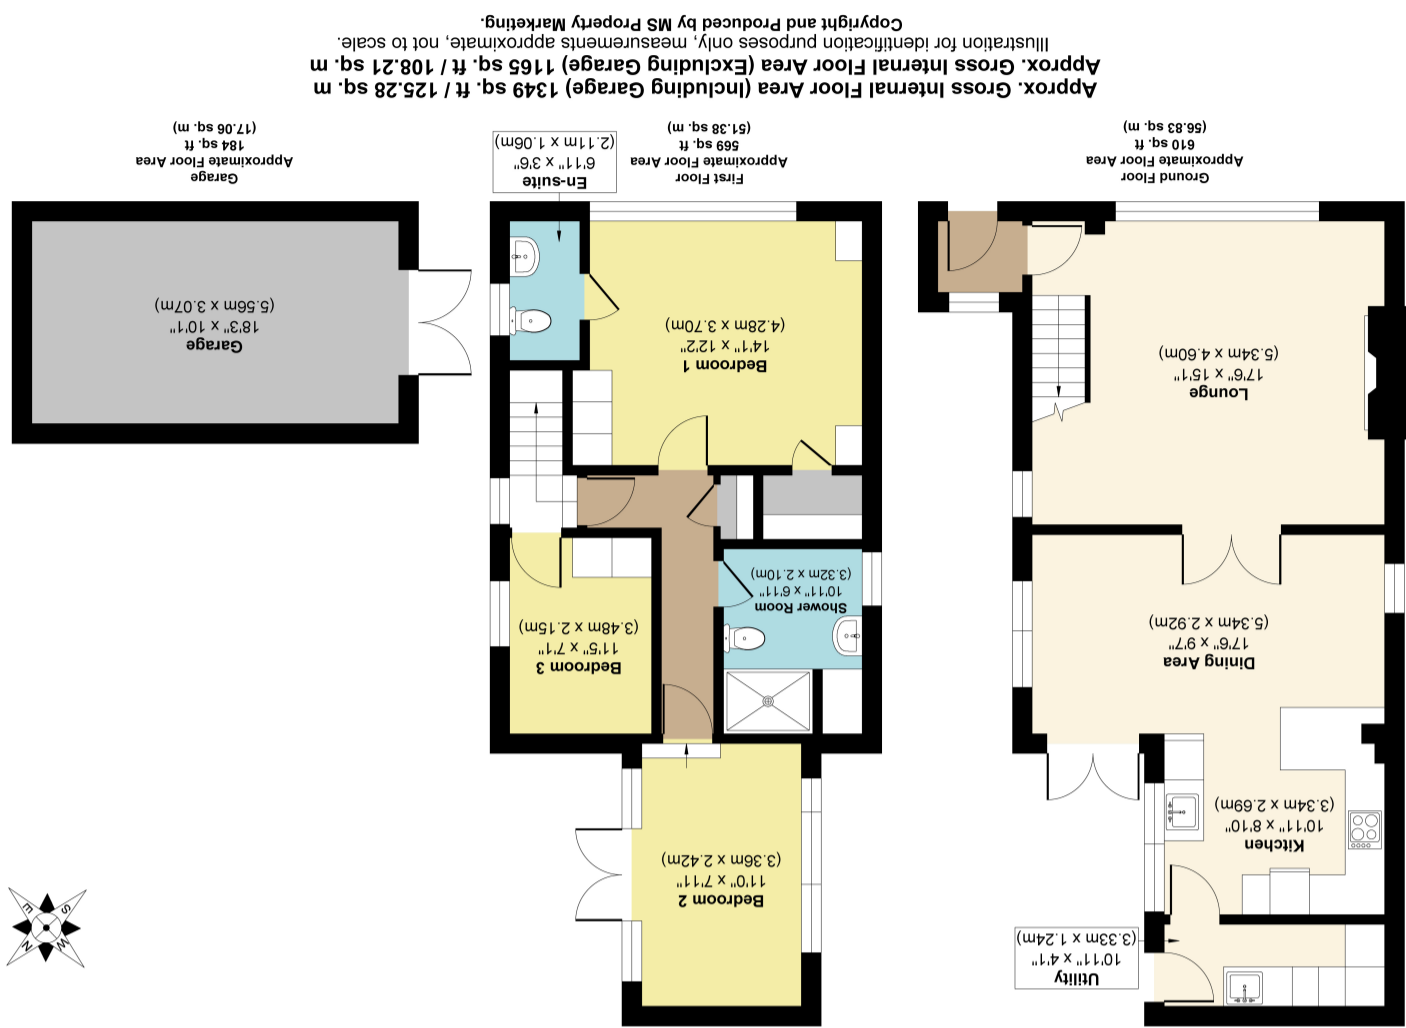 Utility
10'11" x 4'1"
(3.33m x 1.24m)
Kitchen
10'11" x 8'10"
(3.34m x 2.69m)
Dining Area
17'6" x 9'7"
(5.34m x 2.92m)
Lounge
17'6" x 15'1"
(5.34m x 4.60m)
Ground Floor
Approximate Floor Area
610 sq. ft
(56.83 sq. m)
Bedroom 2
11'0" x 7'11"
(3.36m x 2.42m)
Shower Room
10'11" x 6'11"
(3.32m x 2.10m)
Bedroom 3
11'5" x 7'1"
(3.48m x 2.15m)
Bedroom 1
14'1" x 12'2"
(4.28m x 3.70m)
En-suite
6'11" x 3'6"
(2.11m x 1.06m)
First Floor
Approximate Floor Area
569 sq. ft
(51.38 sq. m)
N
E
S
W
Garage
18'3" x 10'1"
(5.56m x 3.07m)
Garage
Approximate Floor Area
184 sq. ft
(17.06 sq. m)
Approx. Gross Internal Floor Area (Including Garage) 1349 sq. ft / 125.28 sq. m
Approx. Gross Internal Floor Area (Excluding Garage) 1165 sq. ft / 108.21 sq. m
Illustration for identification purposes only, measurements approximate, not to scale.
Copyright and Produced by MS Property Marketing.